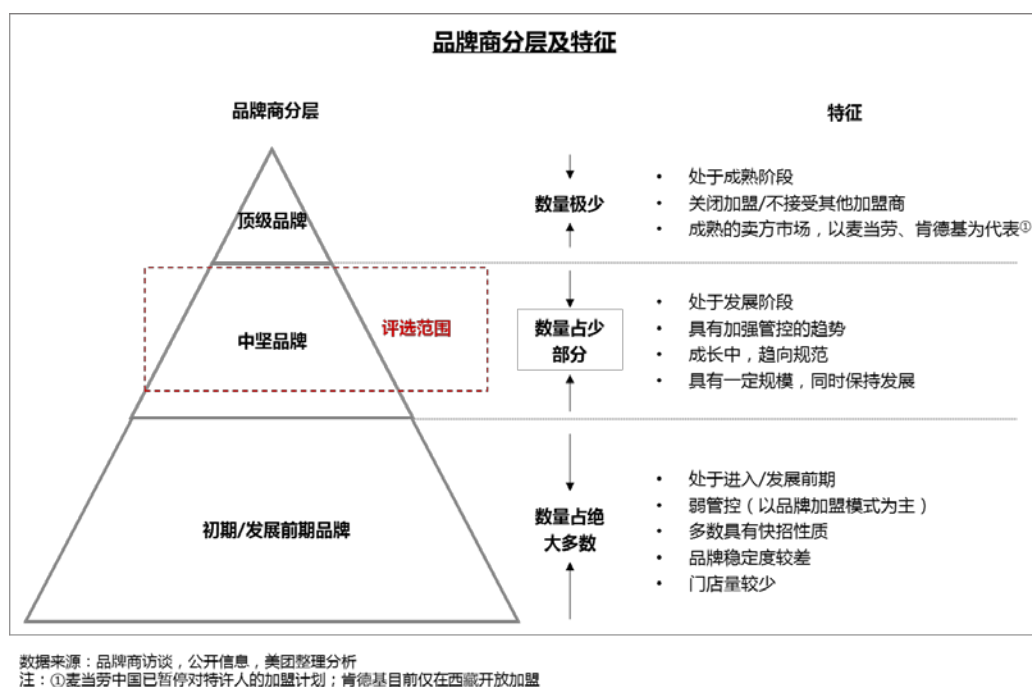 品牌商分层及特征
品牌商分层
特征
顶级品牌
数量极少
• 处于成熟阶段
• 关闭加盟/不接受其他加盟商
• 成熟的卖方市场，以麦当劳、肯德基为代表①
中坚品牌
评选范围
数量占少
部分
• 处于发展阶段
• 具有加强管控的趋势
• 成长中，趋向规范
• 具有一定规模，同时保持发展
初期/发展前期品牌
数量占绝
大多数
• 处于进入/发展前期
• 弱管控（以品牌加盟模式为主）
• 多数具有快招性质
• 品牌稳定度较差
• 门店量较少
数据来源：品牌商访谈，公开信息，美团整理分析
注：①麦当劳中国已暂停对特许人的加盟计划；肯德基目前仅在西藏开放加盟